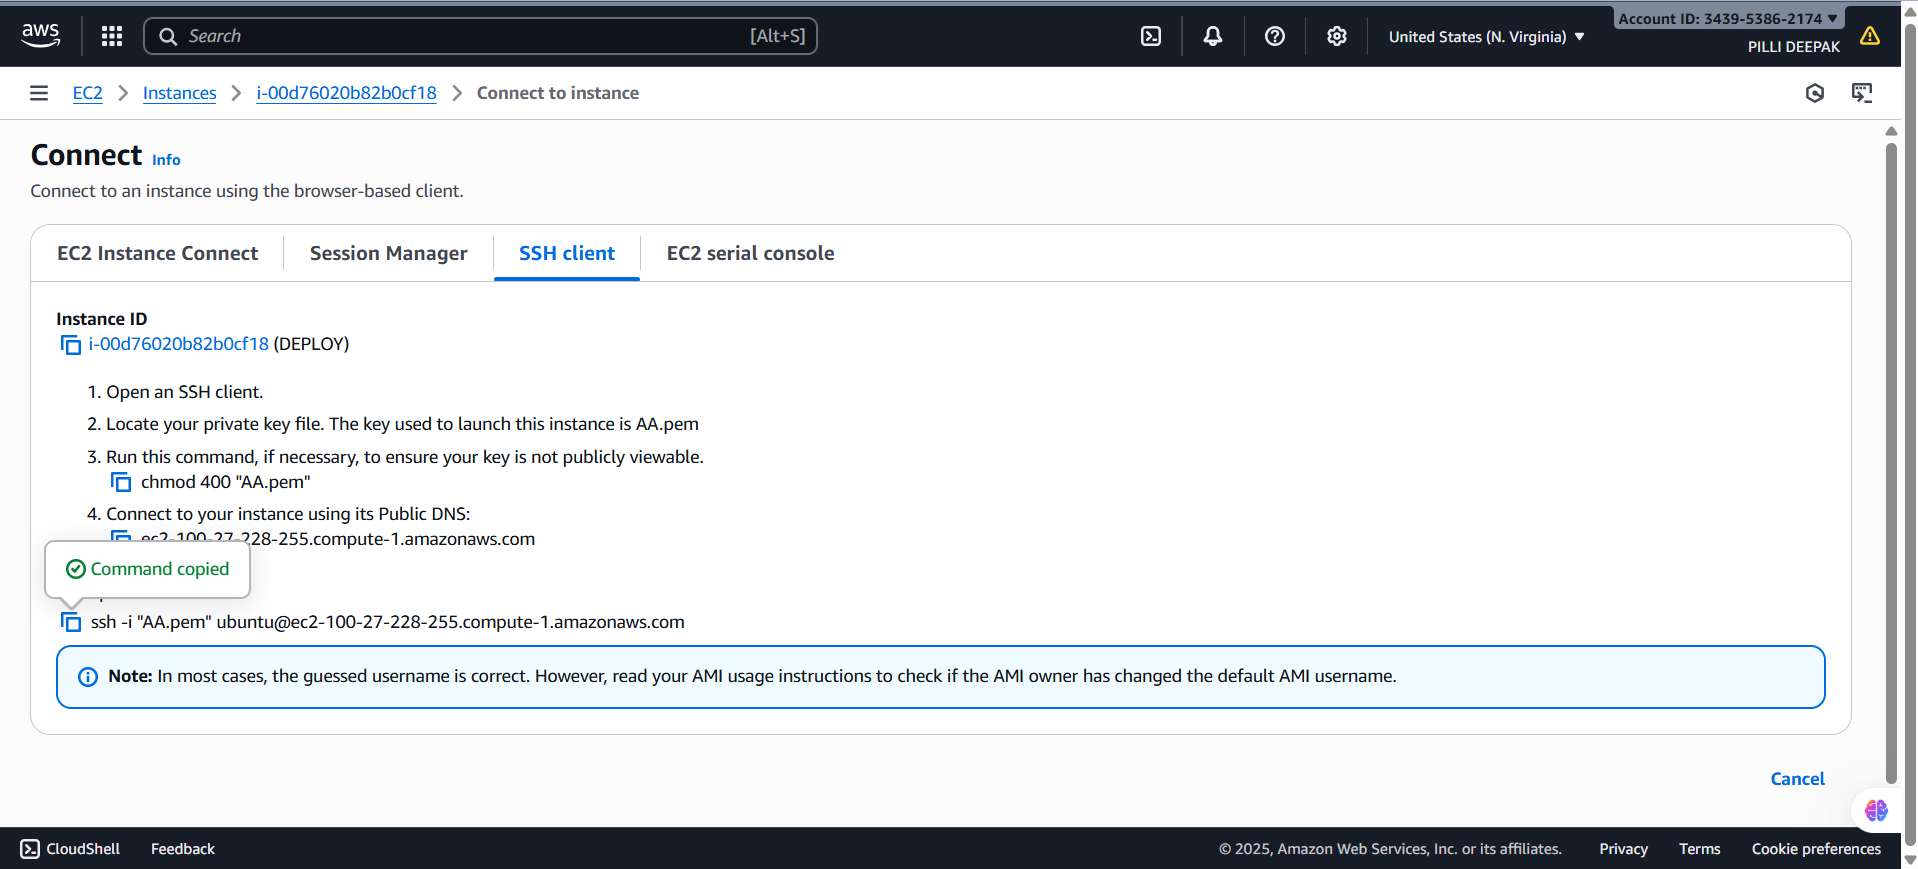 aws
Search [Alt+S]
United States (N. Virginia)
Account ID: 3439-5386-2174
PILLI DEEPAK
EC2 Instances i-00d76020b82b0cf18 Connect to instance
Connect Info
Connect to an instance using the browser-based client.
EC2 Instance Connect Session Manager SSH client EC2 serial console
Instance ID
i-00d76020b82b0cf18 (DEPLOY)
1. Open an SSH client.
2. Locate your private key file. The key used to launch this instance is AA.pem
3. Run this command, if necessary, to ensure your key is not publicly viewable.
chmod 400 "AA.pem"
4. Connect to your instance using its Public DNS:
ec2-100-27-228-255.compute-1.amazonaws.com
Command copied
ssh -i "AA.pem" ubuntu@ec2-100-27-228-255.compute-1.amazonaws.com
Note: In most cases, the guessed username is correct. However, read your AMI usage instructions to check if the AMI owner has changed the default AMI username.
Cancel
CloudShell Feedback © 2025, Amazon Web Services, Inc. or its affiliates. Privacy Terms Cookie preferences